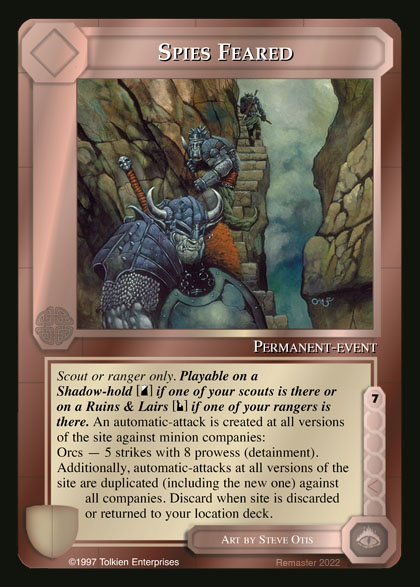 SPIES FEARED
PERMANENT-EVENT
Scout or ranger only. Playable on a
Shadow-hold [] if one of your scouts is there or
on a Ruins & Lairs [] if one of your rangers is
there. An automatic-attack is created at all versions
of the site against minion companies:
Orcs — 5 strikes with 8 prowess (detainment).
Additionally, automatic-attacks at all versions of the
site are duplicated (including the new one) against
all companies. Discard when site is discarded
or returned to your location deck.
7
ART BY STEVE OTIS
©1997 Tolkien Enterprises
Remaster 2022